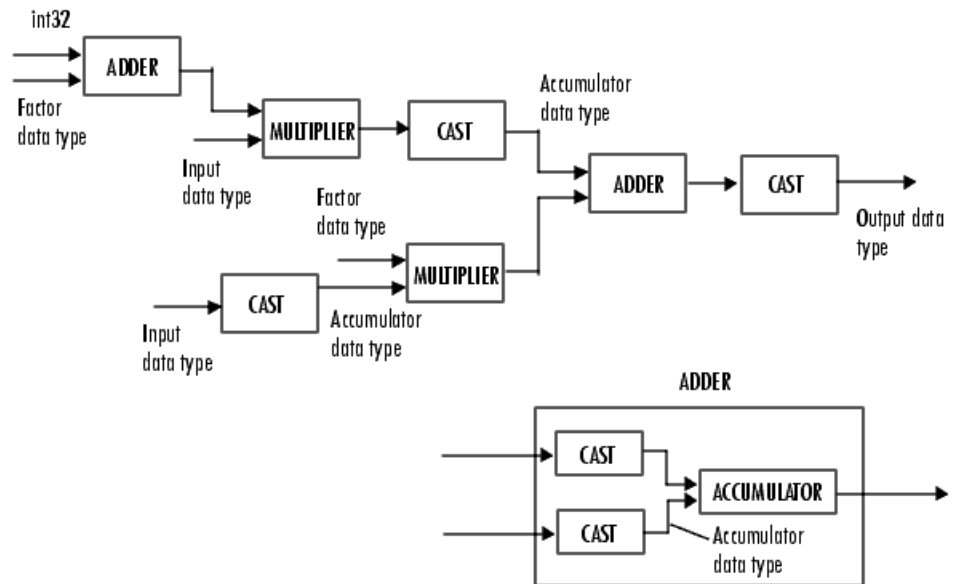 int32
ADDER
Factor
data type
MULTIPLIER
Input
data type
CAST
Accumulator
data type
ADDER
CAST
Output data
type
Factor
data type
MULTIPLIER
CAST
Input
data type
Accumulator
data type
ADDER
CAST
ACCUMULATOR
CAST
Accumulator
data type